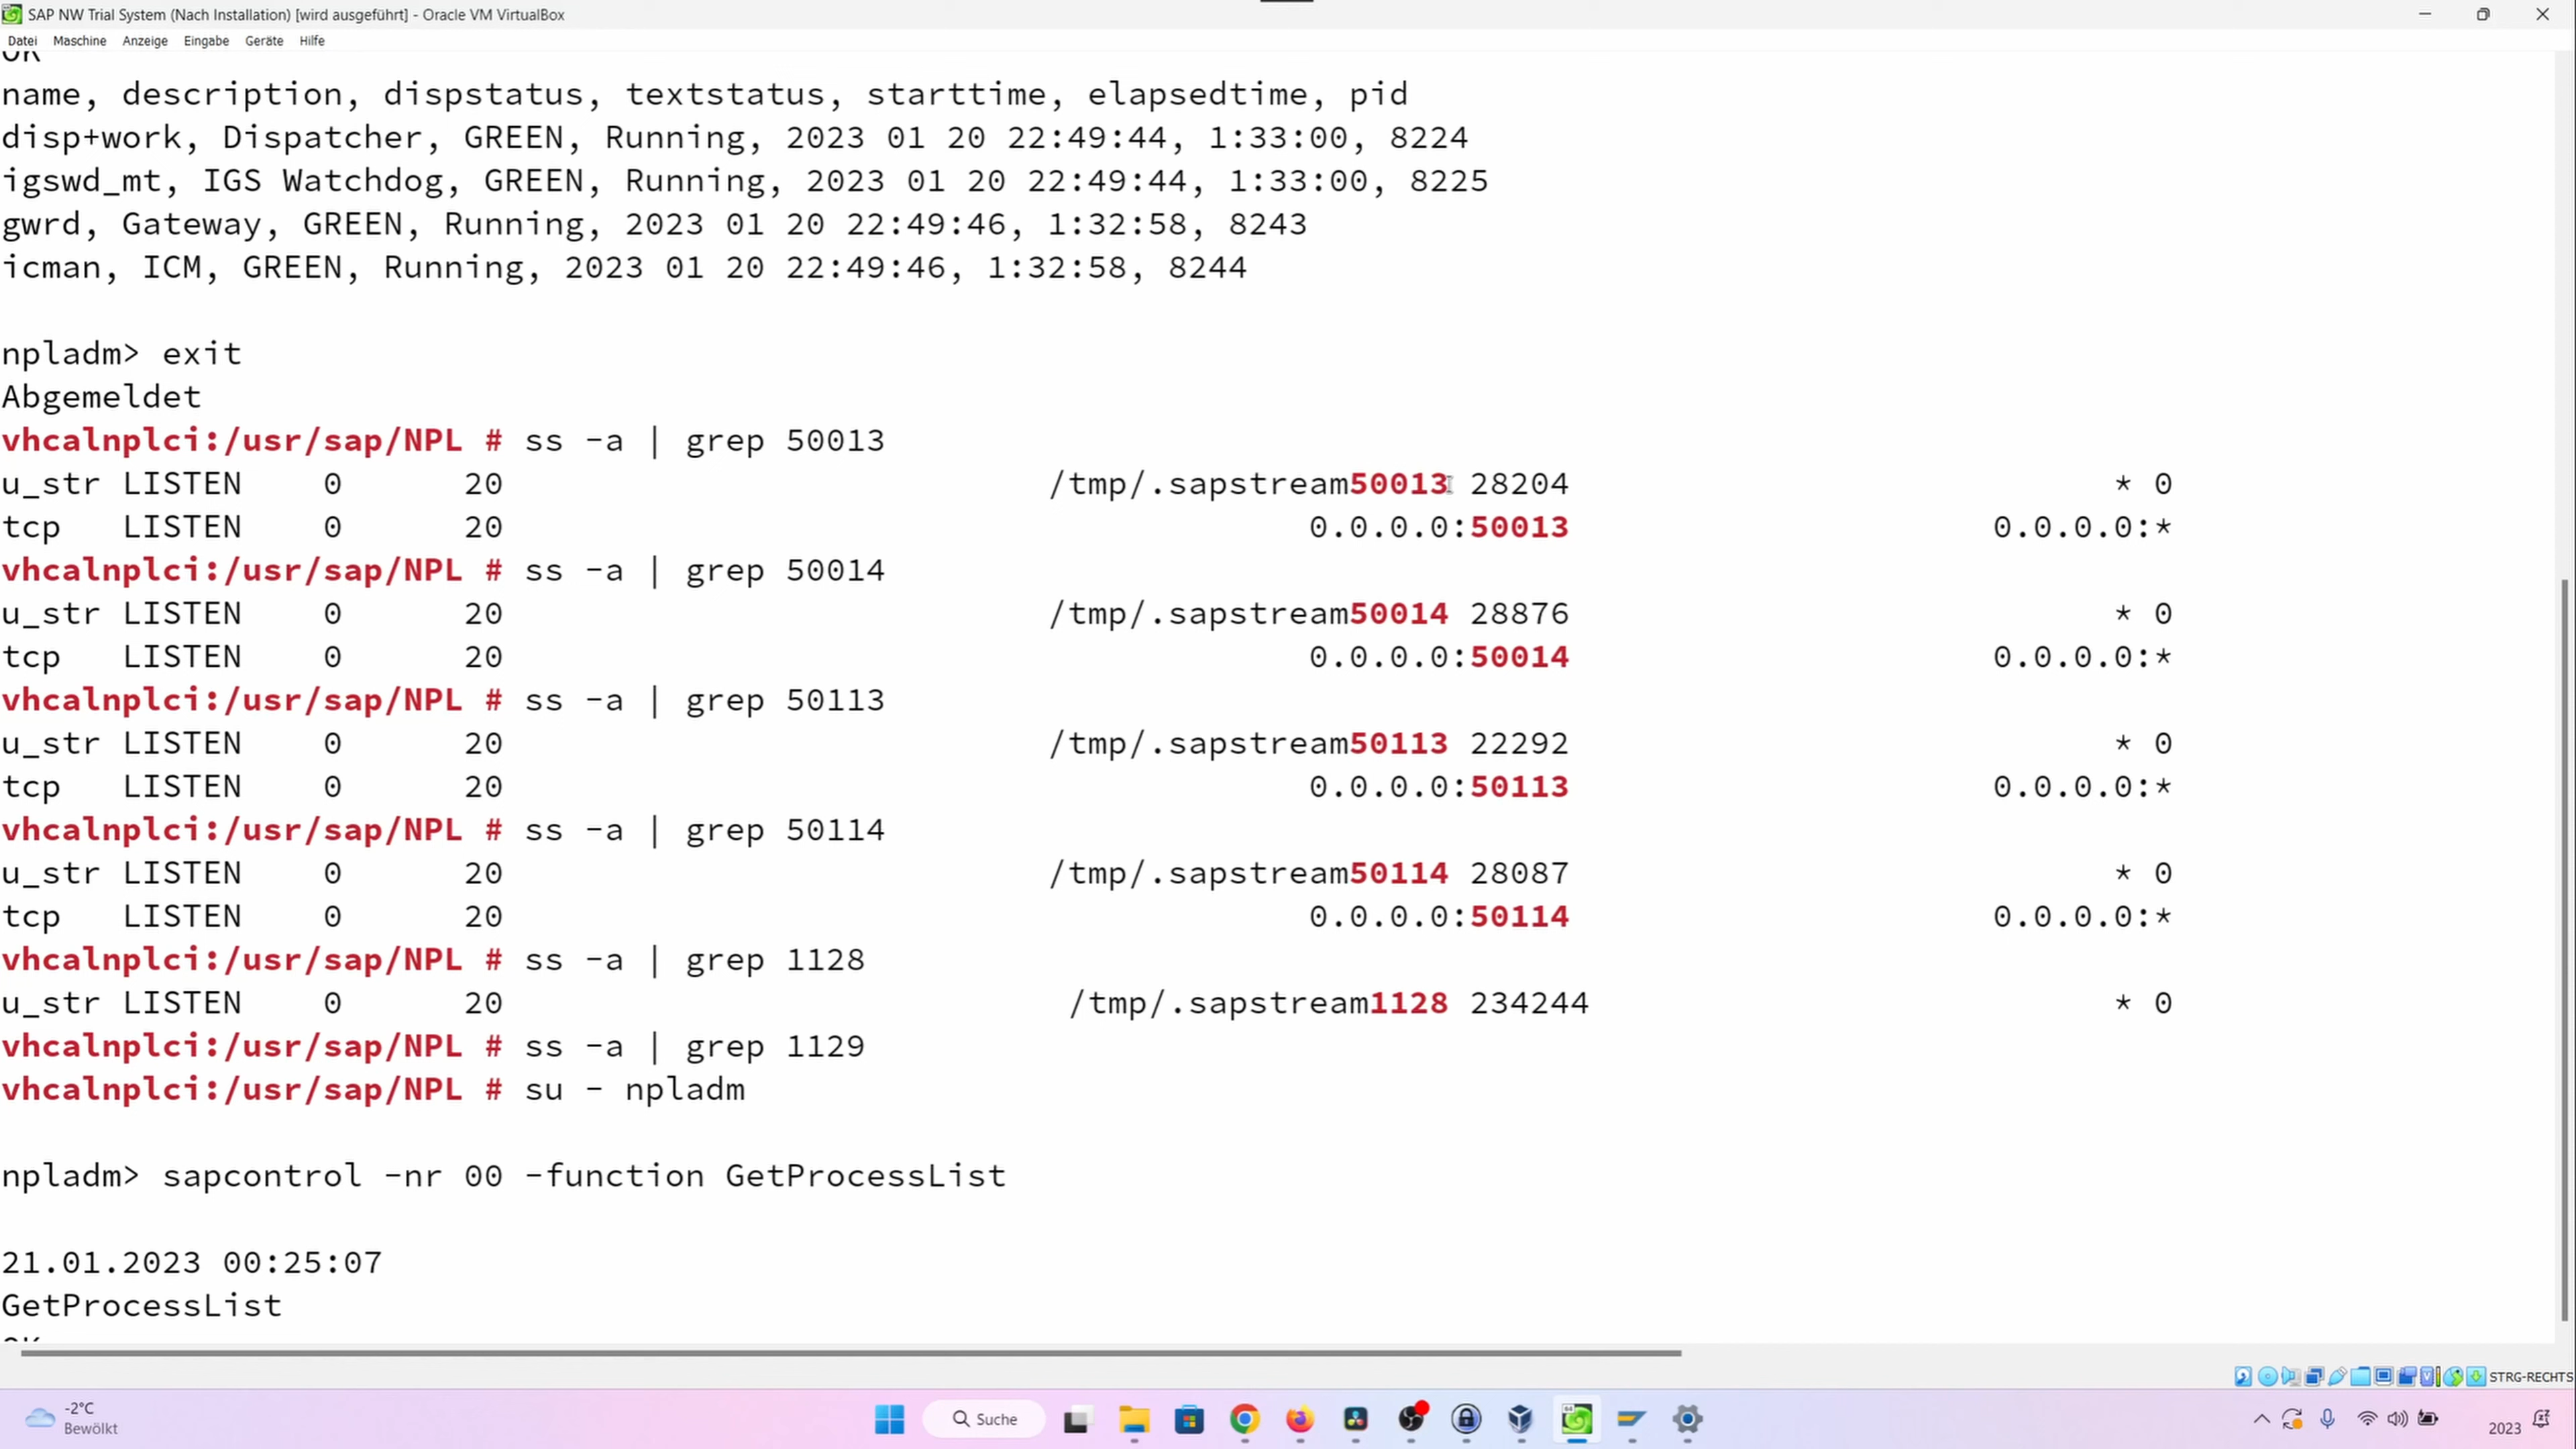 SAP NW Trial System (Nach Installation) [wird ausgeführt] - Oracle VM VirtualBox
Datei Maschine Anzeige Eingabe Geräte Hilfe
OK
name, description, dispstatus, textstatus, starttime, elapsedtime, pid
disp+work, Dispatcher, GREEN, Running, 2023 01 20 22:49:44, 1:33:00, 8224
igswd_mt, IGS Watchdog, GREEN, Running, 2023 01 20 22:49:44, 1:33:00, 8225
gwrd, Gateway, GREEN, Running, 2023 01 20 22:49:46, 1:32:58, 8243
icman, ICM, GREEN, Running, 2023 01 20 22:49:46, 1:32:58, 8244
npladm> exit
Abgemeldet
vhcalnplci:/usr/sap/NPL # ss -a | grep 50013
u_str LISTEN 0 20 /tmp/.sapstream50013 28204 * 0
tcp LISTEN 0 20 0.0.0.0:50013 0.0.0.0:*
vhcalnplci:/usr/sap/NPL # ss -a | grep 50014
u_str LISTEN 0 20 /tmp/.sapstream50014 28876 * 0
tcp LISTEN 0 20 0.0.0.0:50014 0.0.0.0:*
vhcalnplci:/usr/sap/NPL # ss -a | grep 50113
u_str LISTEN 0 20 /tmp/.sapstream50113 22292 * 0
tcp LISTEN 0 20 0.0.0.0:50113 0.0.0.0:*
vhcalnplci:/usr/sap/NPL # ss -a | grep 50114
u_str LISTEN 0 20 /tmp/.sapstream50114 28087 * 0
tcp LISTEN 0 20 0.0.0.0:50114 0.0.0.0:*
vhcalnplci:/usr/sap/NPL # ss -a | grep 1128
u_str LISTEN 0 20 /tmp/.sapstream1128 234244 * 0
vhcalnplci:/usr/sap/NPL # ss -a | grep 1129
vhcalnplci:/usr/sap/NPL # su - npladm
npladm> sapcontrol -nr 00 -function GetProcessList
21.01.2023 00:25:07
GetProcessList
OK
STRG-RECHTS
-2°C
Bewölkt
Suche
2023